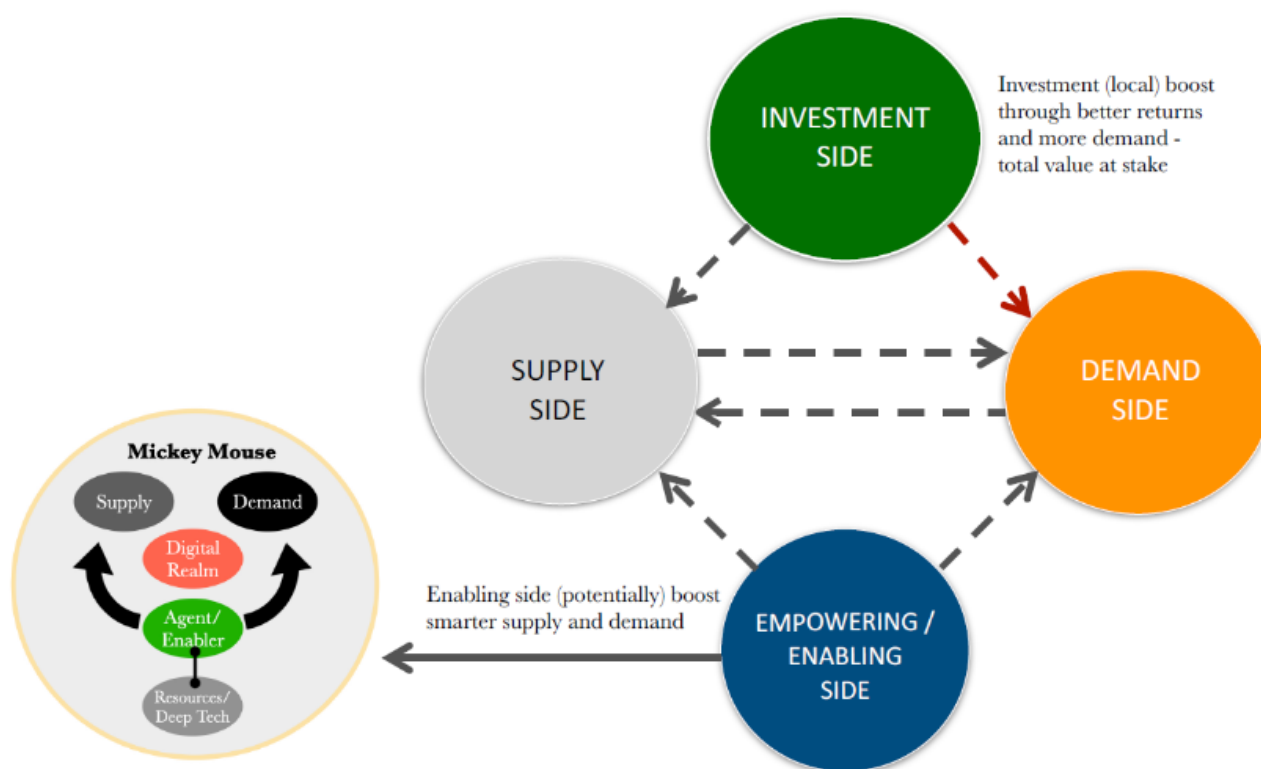 INVESTMENT
SIDE
Investment (local) boost
through better returns
and more demand -
total value at stake
SUPPLY
SIDE
DEMAND
SIDE
Mickey Mouse
Supply
Demand
Digital
Realm
Agent/
Enabler
Resources/
Deep Tech
Enabling side (potentially) boost
smarter supply and demand
EMPOWERING /
ENABLING
SIDE